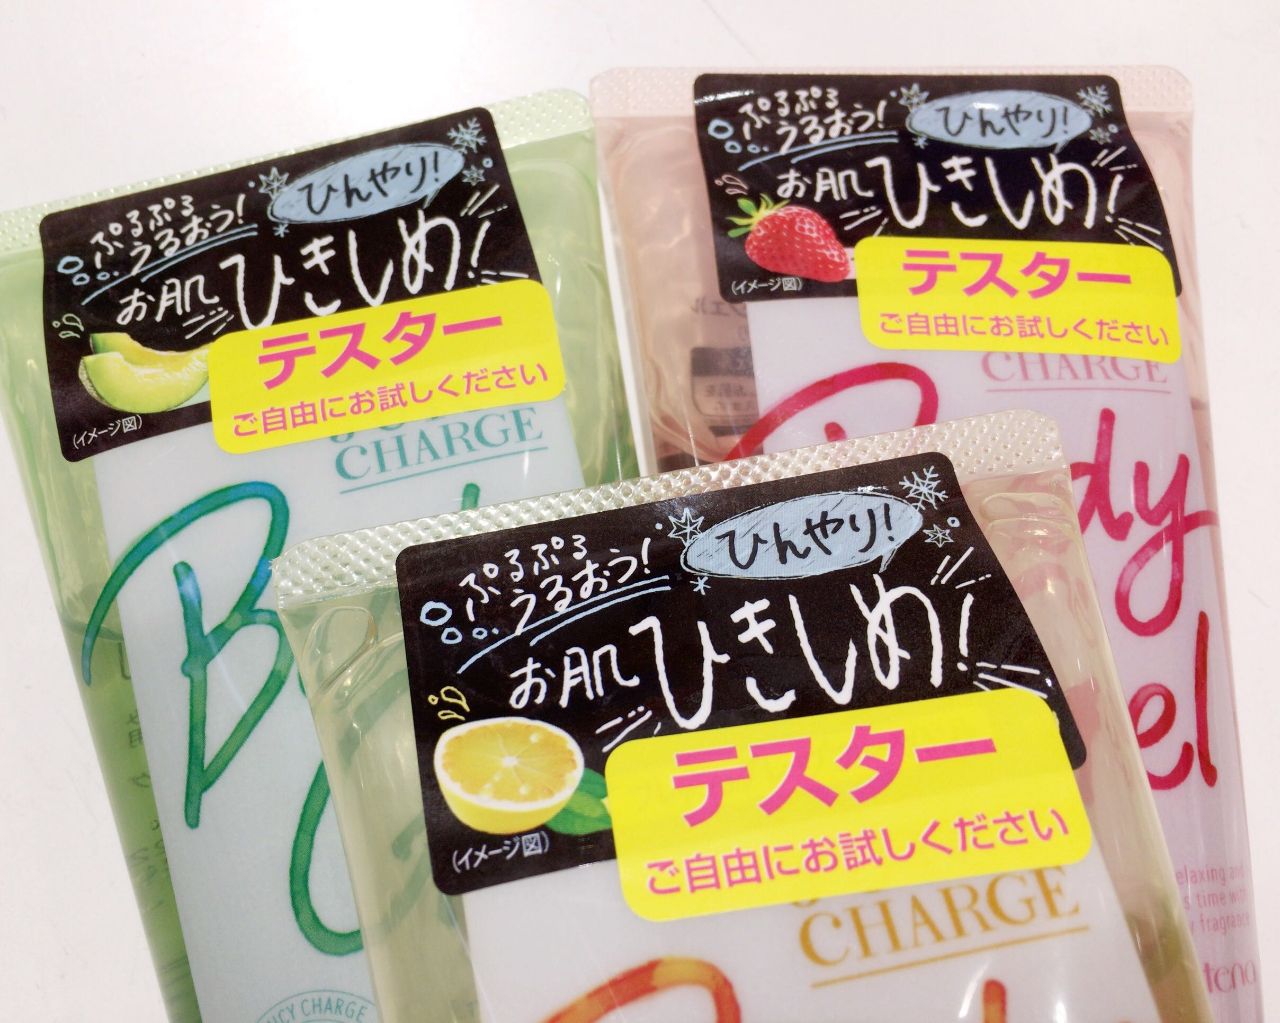 ぷるぷる
うるおう!
ひんやり!
お肌ひきしめ!
(イメージ図)
テスター
ご自由にお試しください
CHARGE
ぷるぷる
うるおう!
ひんやり!
お肌ひきしめ!
(イメージ図)
テスター
ご自由にお試しください
CHARGE
Body
ぷるぷる
うるおう!
ひんやり!
お肌ひきしめ!
(イメージ図)
テスター
ご自由にお試しください
CHARGE
CHARGE